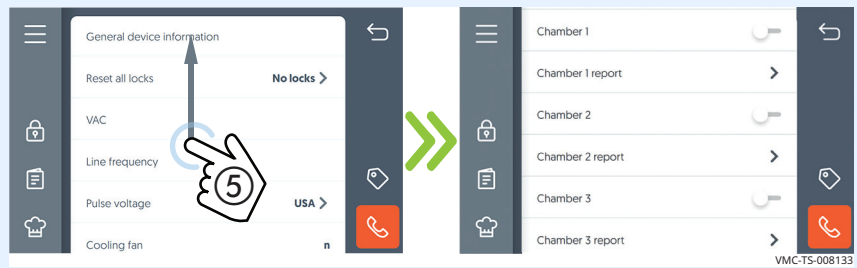 General device information
Reset all locks No locks
VAC
Line frequency
Pulse voltage USA
Cooling fan n
5
Chamber 1
Chamber 1 report
Chamber 2
Chamber 2 report
Chamber 3
Chamber 3 report
VMC-TS-008133